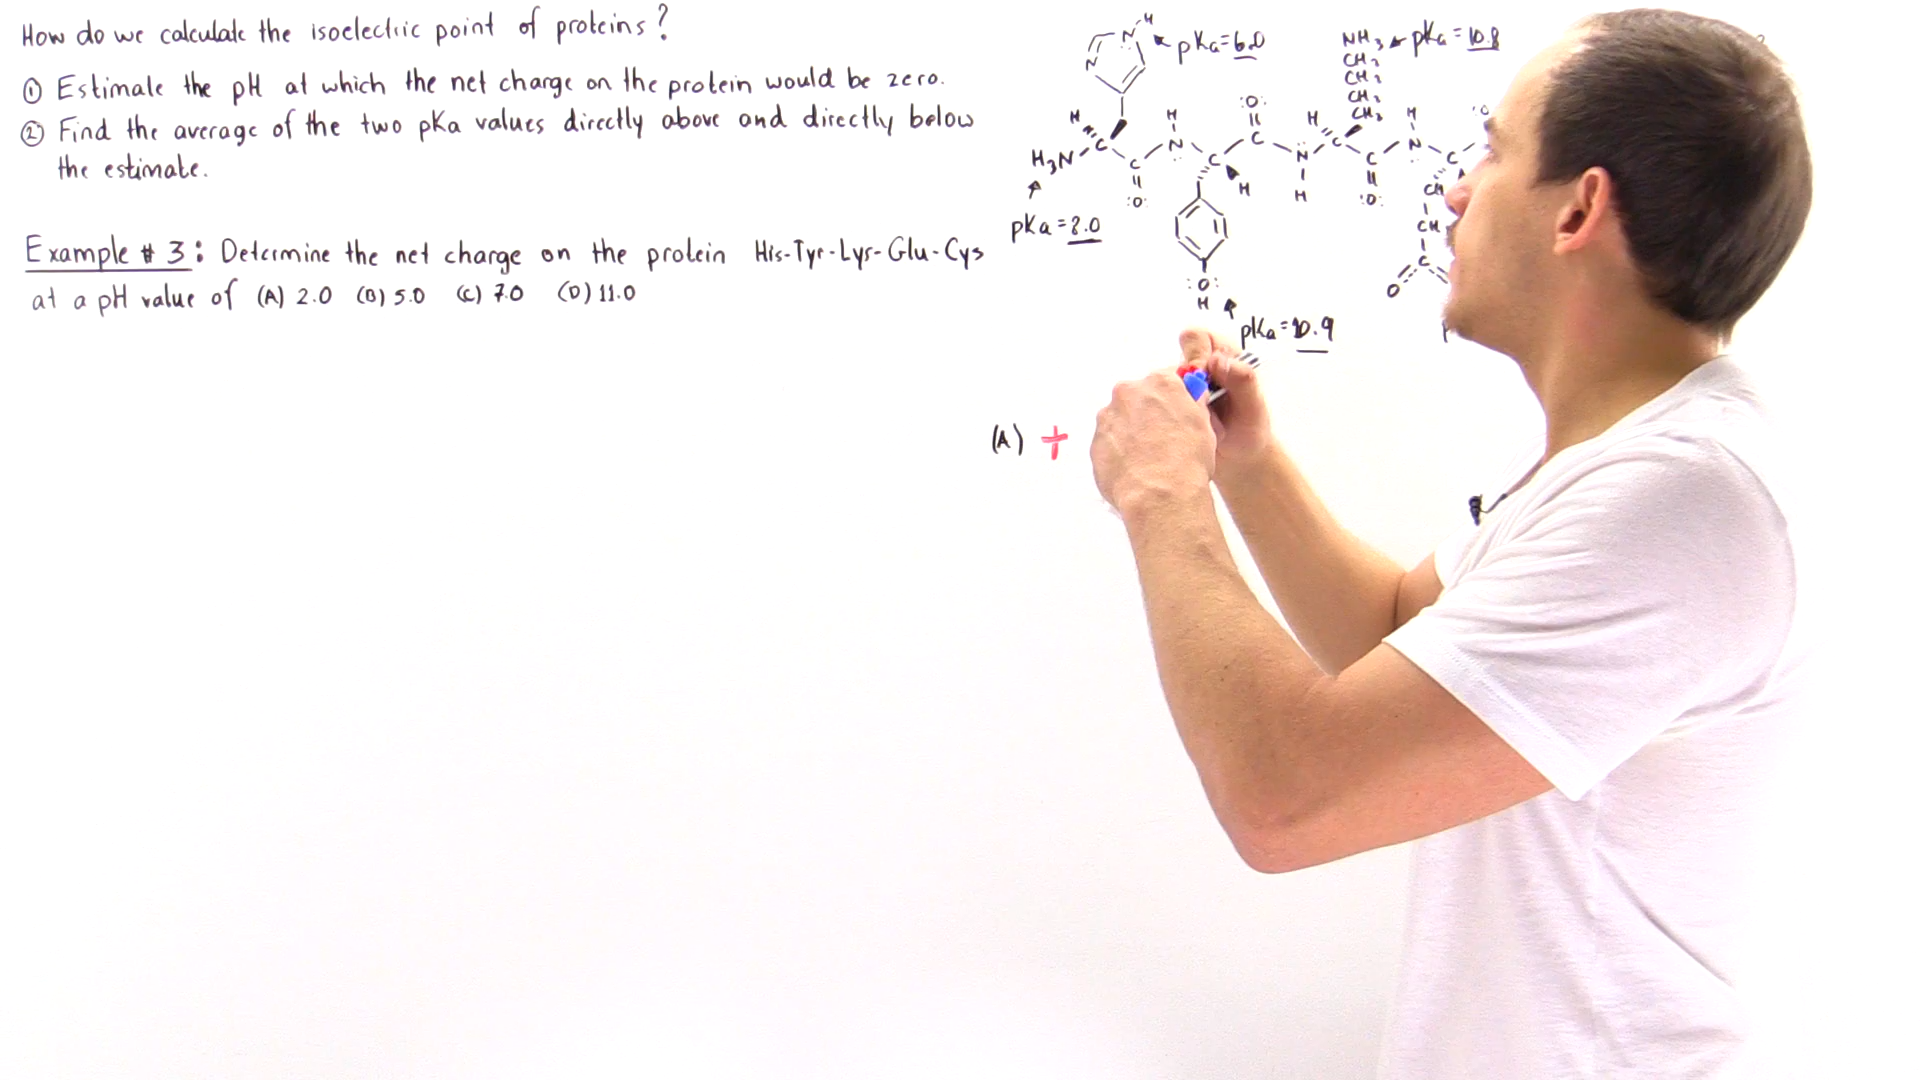 How do we calculate the isoelectric point of proteins?
① Estimate the pH at which the net charge on the protein would be zero.
② Find the average of the two pKa values directly above and directly below
the estimate.
Example # 3: Determine the net charge on the protein His-Tyr-Lyr-Glu-Cys
at a pH value of (A) 2.0 (B) 5.0 (C) 7.0 (D) 11.0
H
N
N
pKa=6.0
NH3
pKa=10.8
CH2
CH2
CH2
CH2
H
H
:O:
H
H
H3N
C
C
N
C
C
N
C
C
N
C
:O:
H
H
:O:
CH
CH
C
O
pKa=8.0
:O:
H
pKa=10.9
(A) +